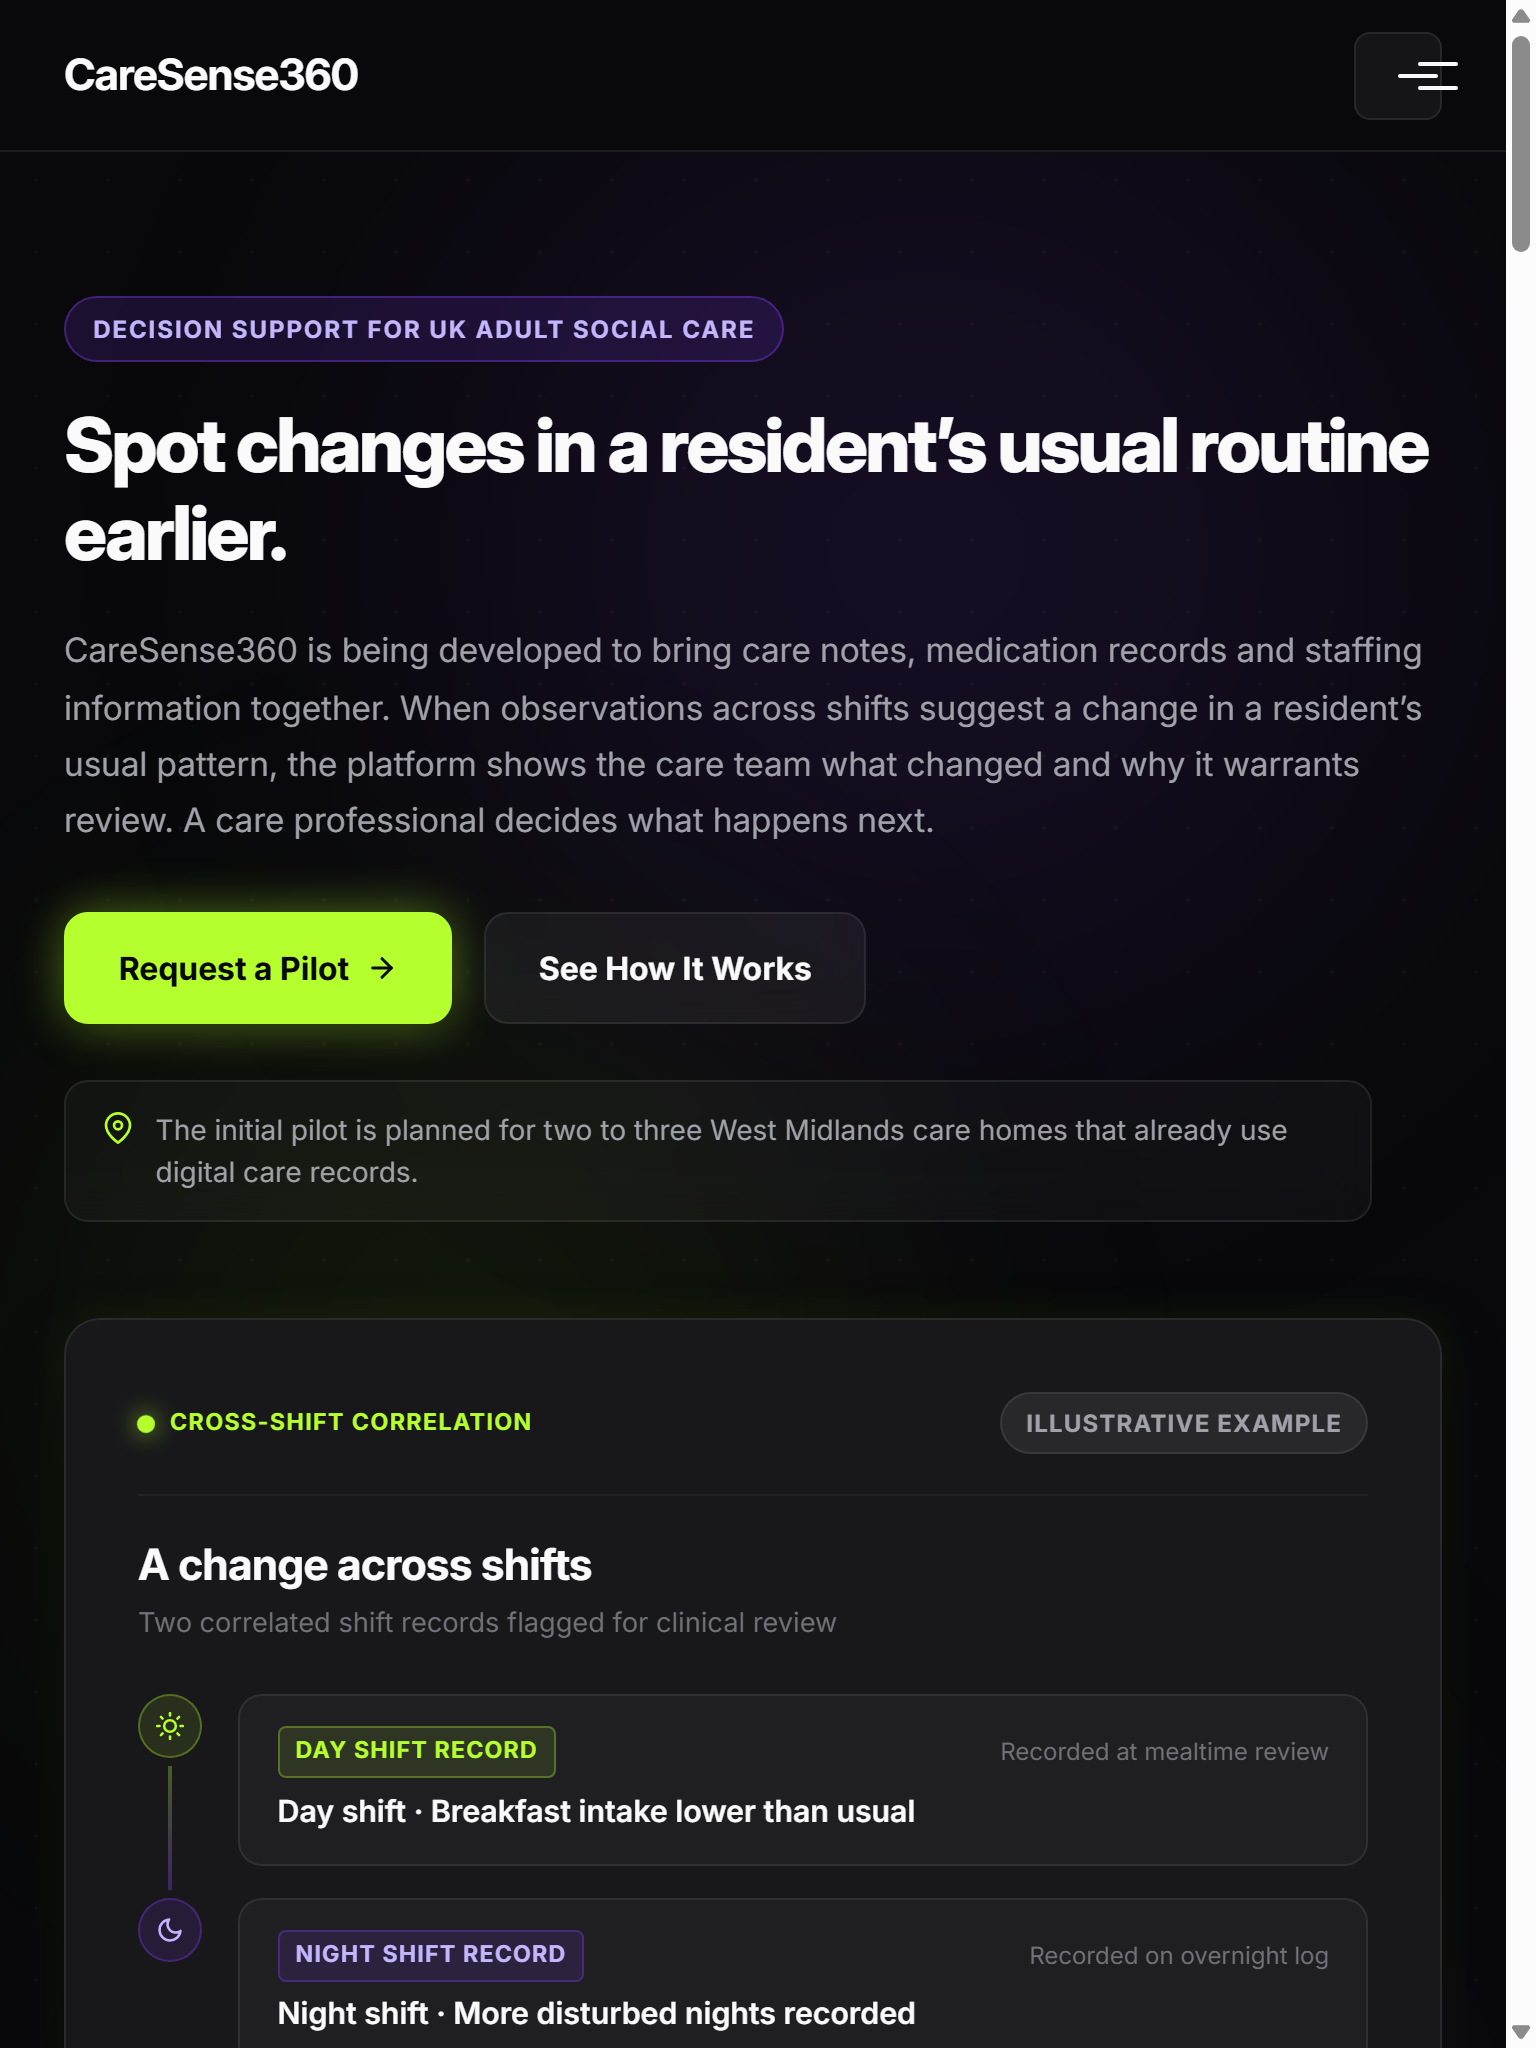 CareSense360
DECISION SUPPORT FOR UK ADULT SOCIAL CARE
Spot changes in a resident’s usual routine
earlier.
CareSense360 is being developed to bring care notes, medication records and staffing
information together. When observations across shifts suggest a change in a resident’s
usual pattern, the platform shows the care team what changed and why it warrants
review. A care professional decides what happens next.
Request a Pilot →
See How It Works
The initial pilot is planned for two to three West Midlands care homes that already use
digital care records.
CROSS-SHIFT CORRELATION
ILLUSTRATIVE EXAMPLE
A change across shifts
Two correlated shift records flagged for clinical review
DAY SHIFT RECORD
Recorded at mealtime review
Day shift · Breakfast intake lower than usual
NIGHT SHIFT RECORD
Recorded on overnight log
Night shift · More disturbed nights recorded